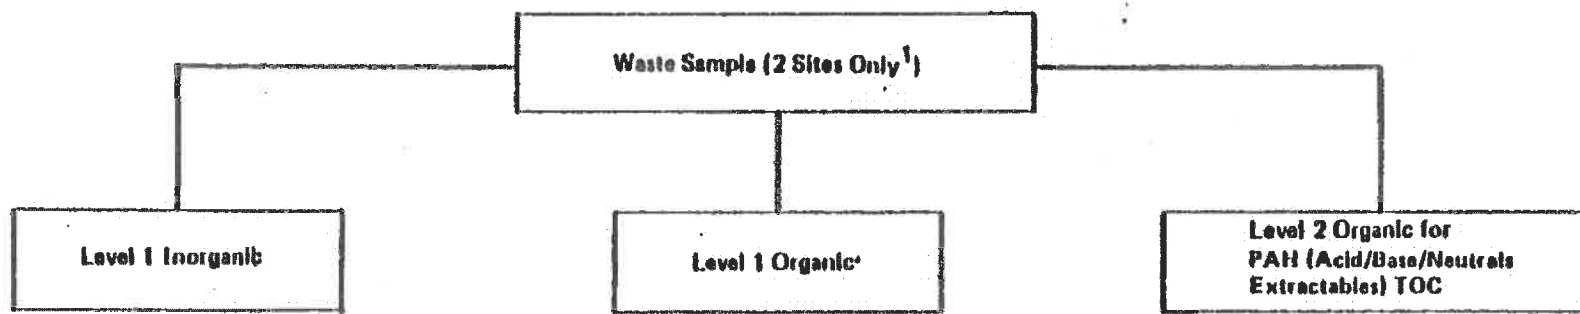 Waste Sample (2 Sites Only¹)
Level 1 Inorganic
Level 1 Organic
Level 2 Organic for
PAH (Acid/Base/Neutrals
Extractables) TOC